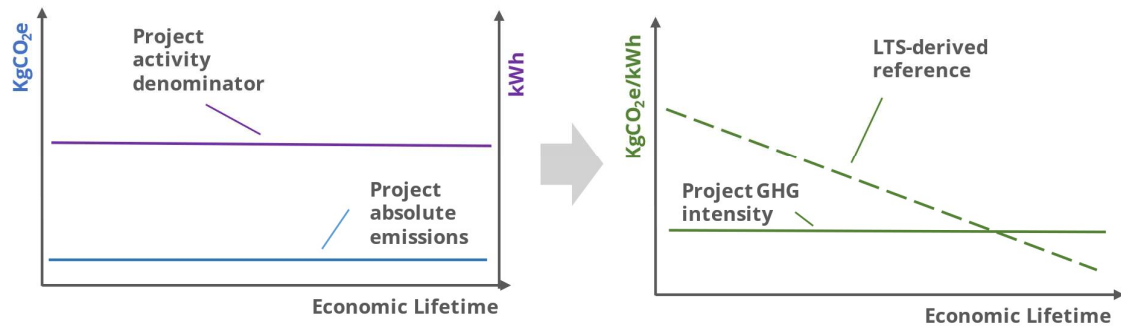 KgCO₂e
Project
activity
denominator
kWh
Project
absolute
emissions
Economic Lifetime
KgCO₂e/kWh
LTS-derived
reference
Project GHG
intensity
Economic Lifetime